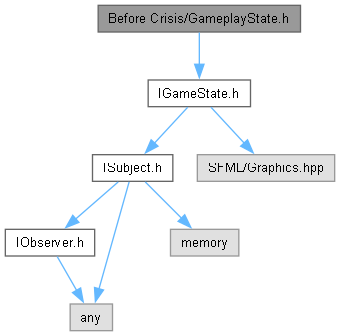 Before Crisis/GameplayState.h
IGameState.h
ISubject.h
SFML/Graphics.hpp
IObserver.h
memory
any